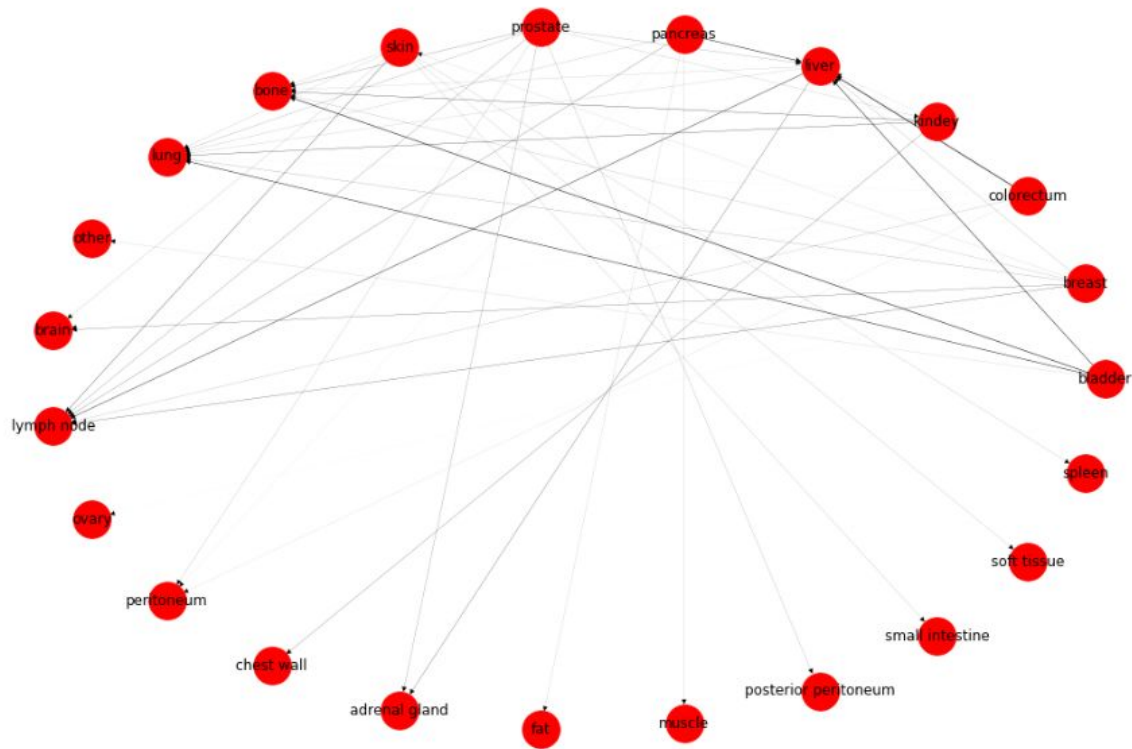 prostate
pancreas
skin
liver
bone
kindey
lung
colorectum
other
breast
brain
bladder
lymph node
spleen
ovary
soft tissue
peritoneum
small intestine
chest wall
posterior peritoneum
adrenal gland
fat
muscle